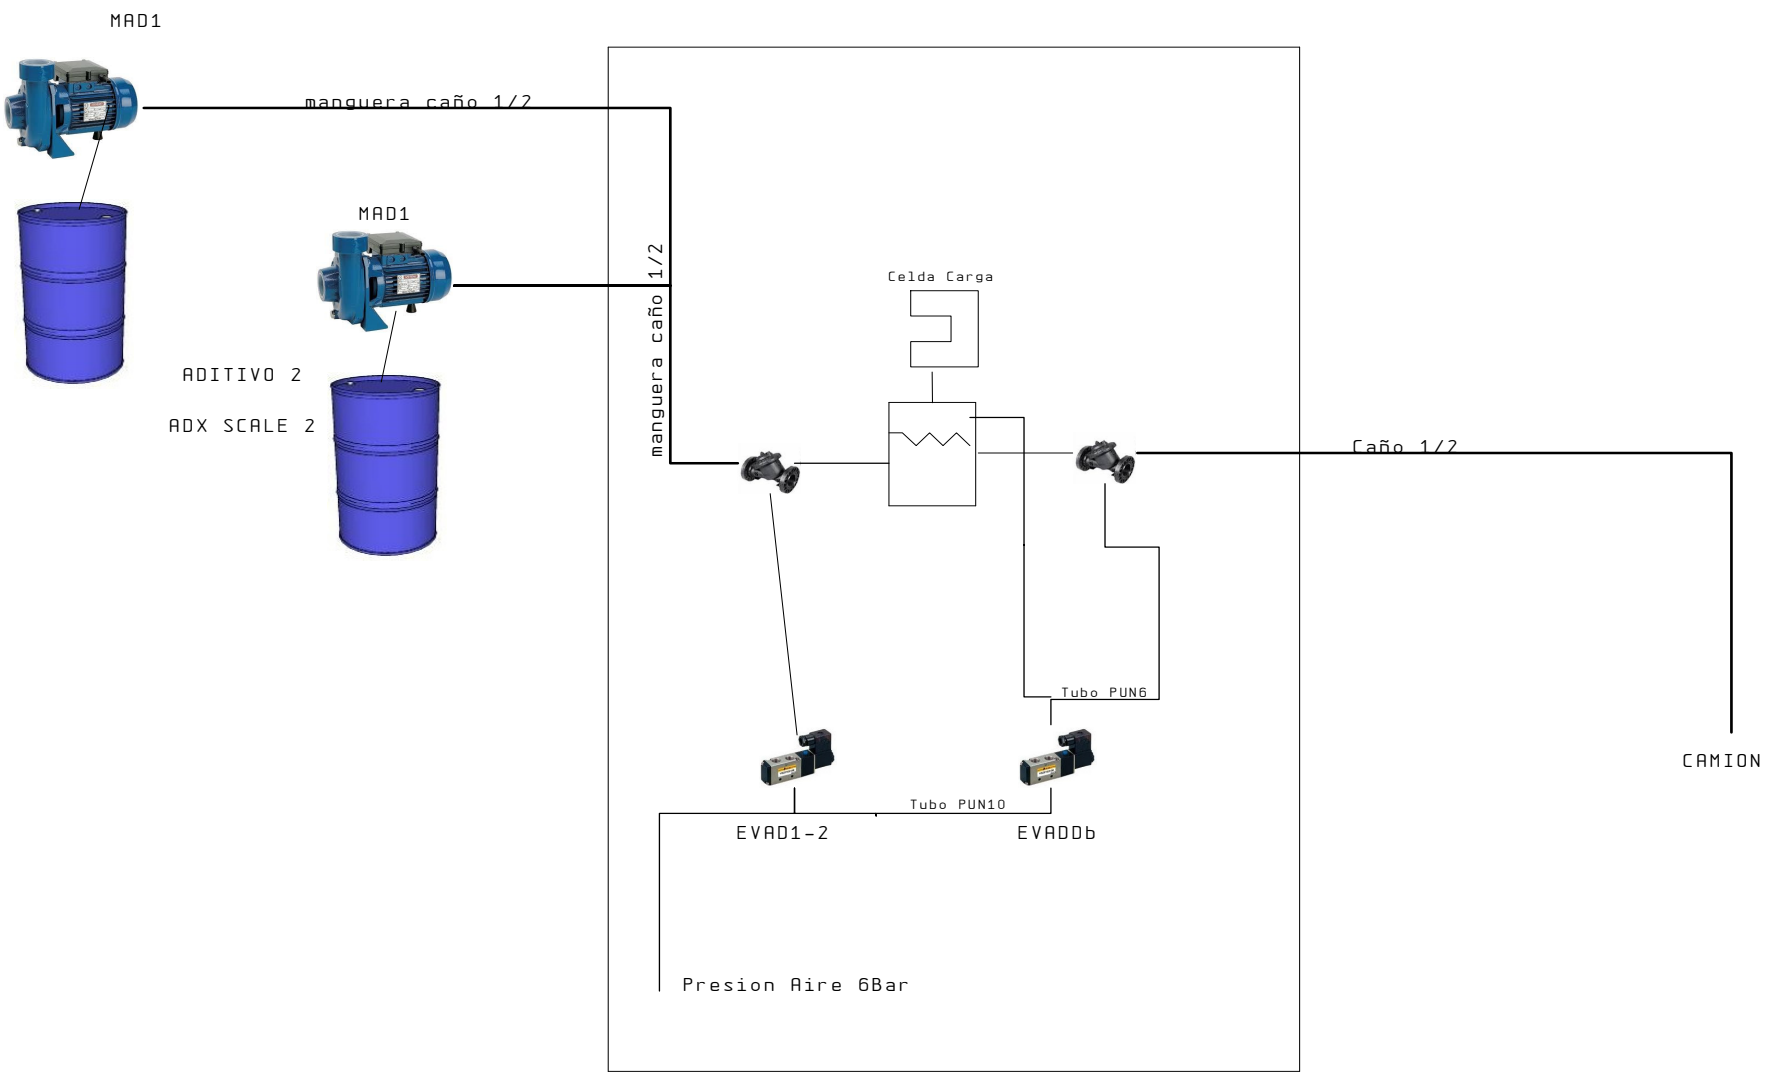 MAD1
manguera caño 1/2
MAD1
manguera caño 1/2
Celda Carga
ADITIVO 2
ADX SCALE 2
Caño 1/2
Tubo PUN6
CAMION
Tubo PUN10
EVAD1-2
EVADDb
Presion Aire 6Bar